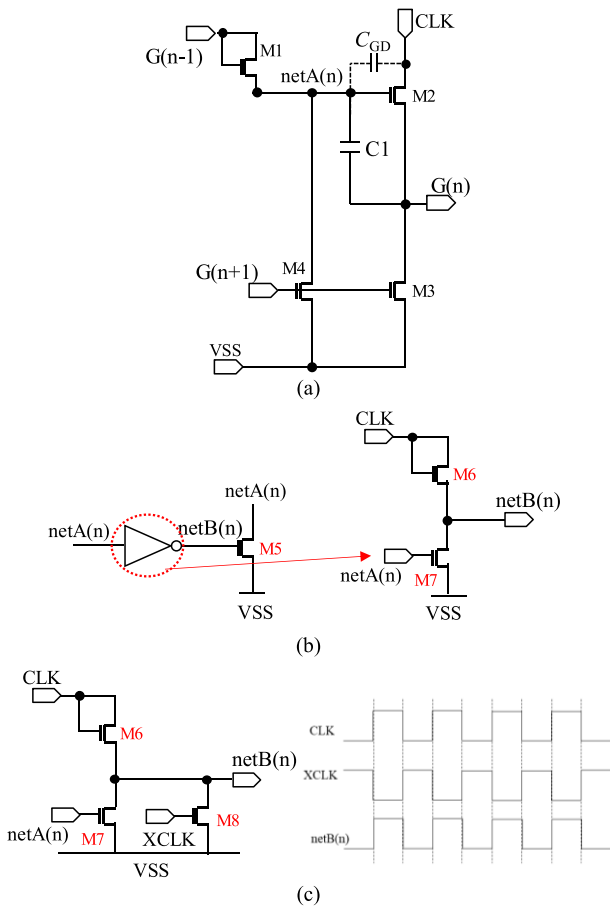 CLK
G(n-1)
M1
C_GD
netA(n)
M2
C1
G(n)
G(n+1)
M4
M3
VSS
(a)
CLK
M6
netA(n)
netB(n)
netA(n)
netB(n)
M5
netA(n)
M7
VSS
VSS
(b)
CLK
M6
netB(n)
netA(n)
M7
XCLK
M8
VSS
CLK
XCLK
netB(n)
(c)